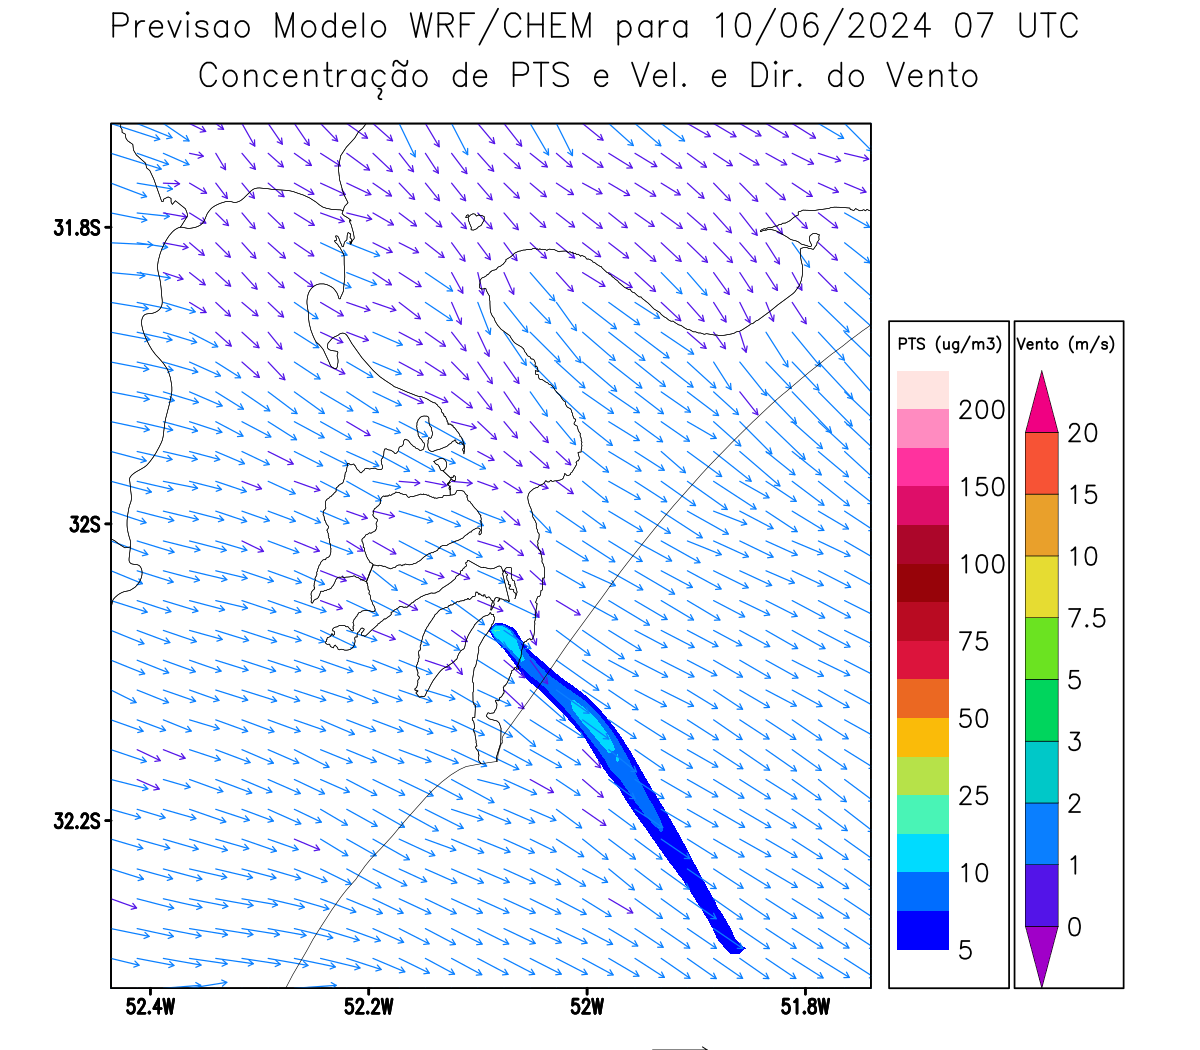 Previsao Modelo WRF/CHEM para 10/06/2024 07 UTC
Concentração de PTS e Vel. e Dir. do Vento
31.8S
32S
32.2S
52.4W 52.2W 52W 51.8W
PTS (ug/m3)
200
150
100
75
50
25
10
5
Vento (m/s)
20
15
10
7.5
5
3
2
1
0